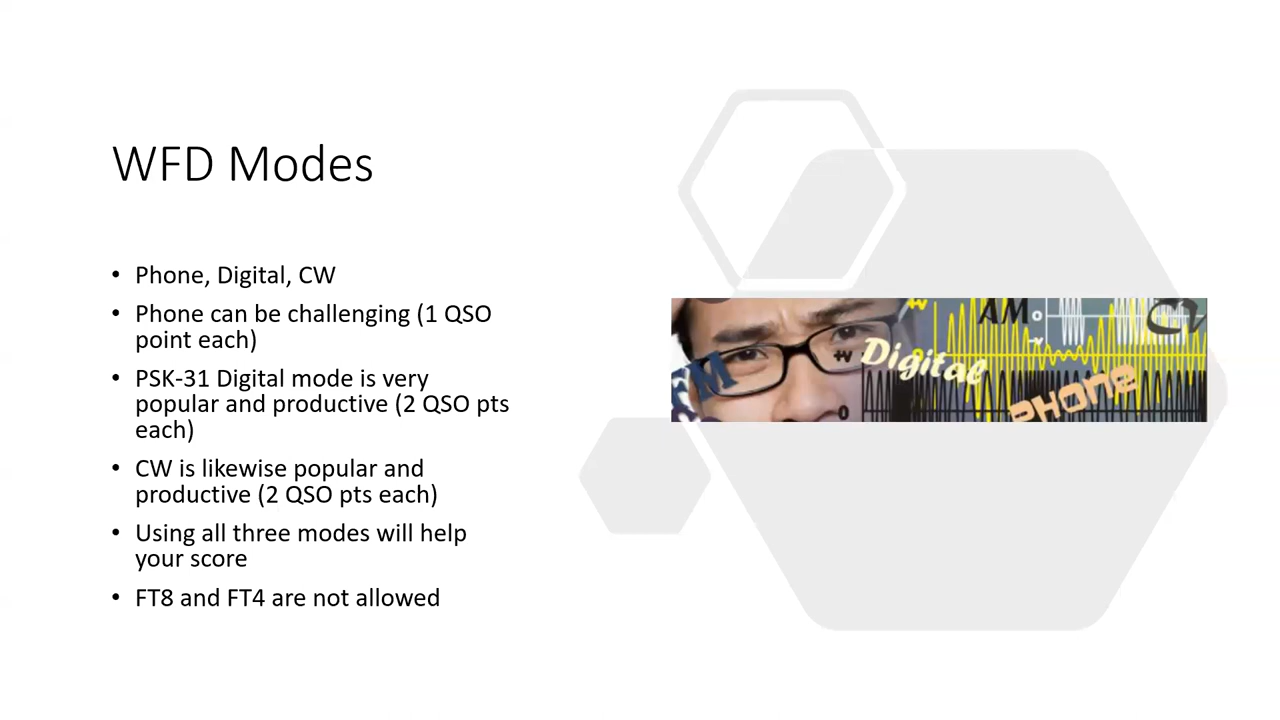 WFD Modes
• Phone, Digital, CW
• Phone can be challenging (1 QSO
point each)
• PSK-31 Digital mode is very
popular and productive (2 QSO pts
each)
• CW is likewise popular and
productive (2 QSO pts each)
• Using all three modes will help
your score
• FT8 and FT4 are not allowed
AM
Digital
PHONE
+v
0